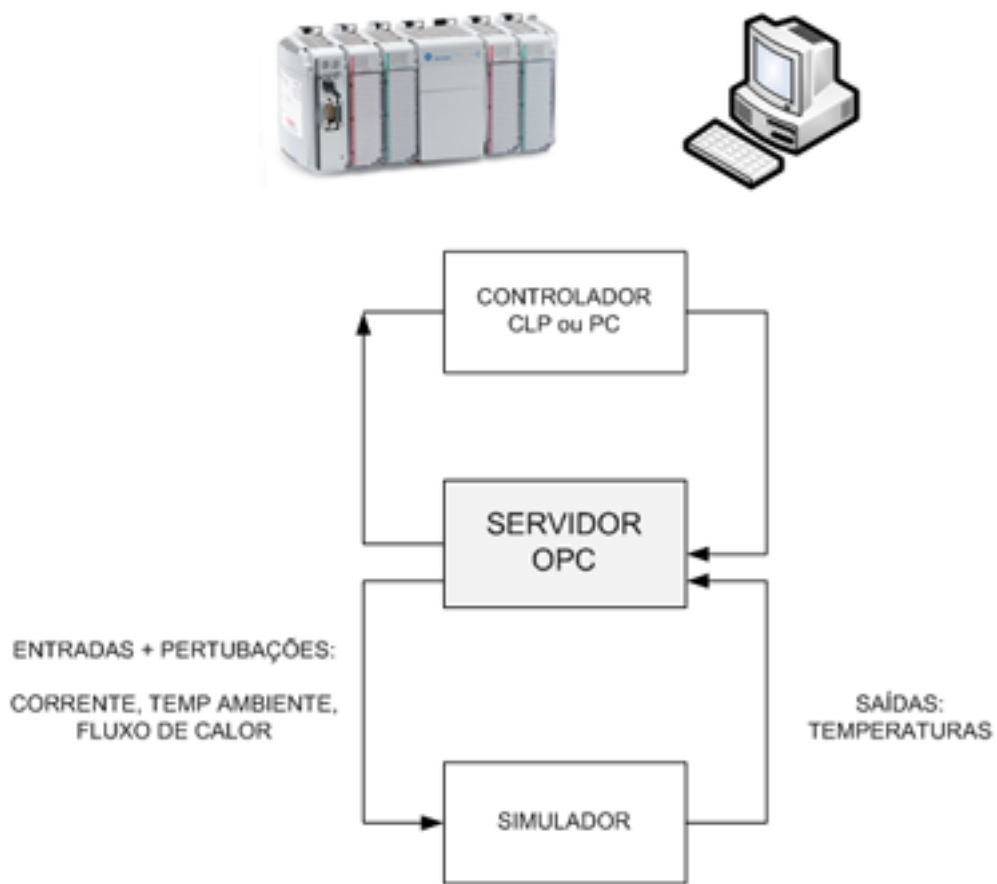 CONTROLADOR
CLP ou PC
SERVIDOR
OPC
ENTRADAS + PERTUBAÇÕES:
CORRENTE, TEMP AMBIENTE,
FLUXO DE CALOR
SAÍDAS:
TEMPERATURAS
SIMULADOR